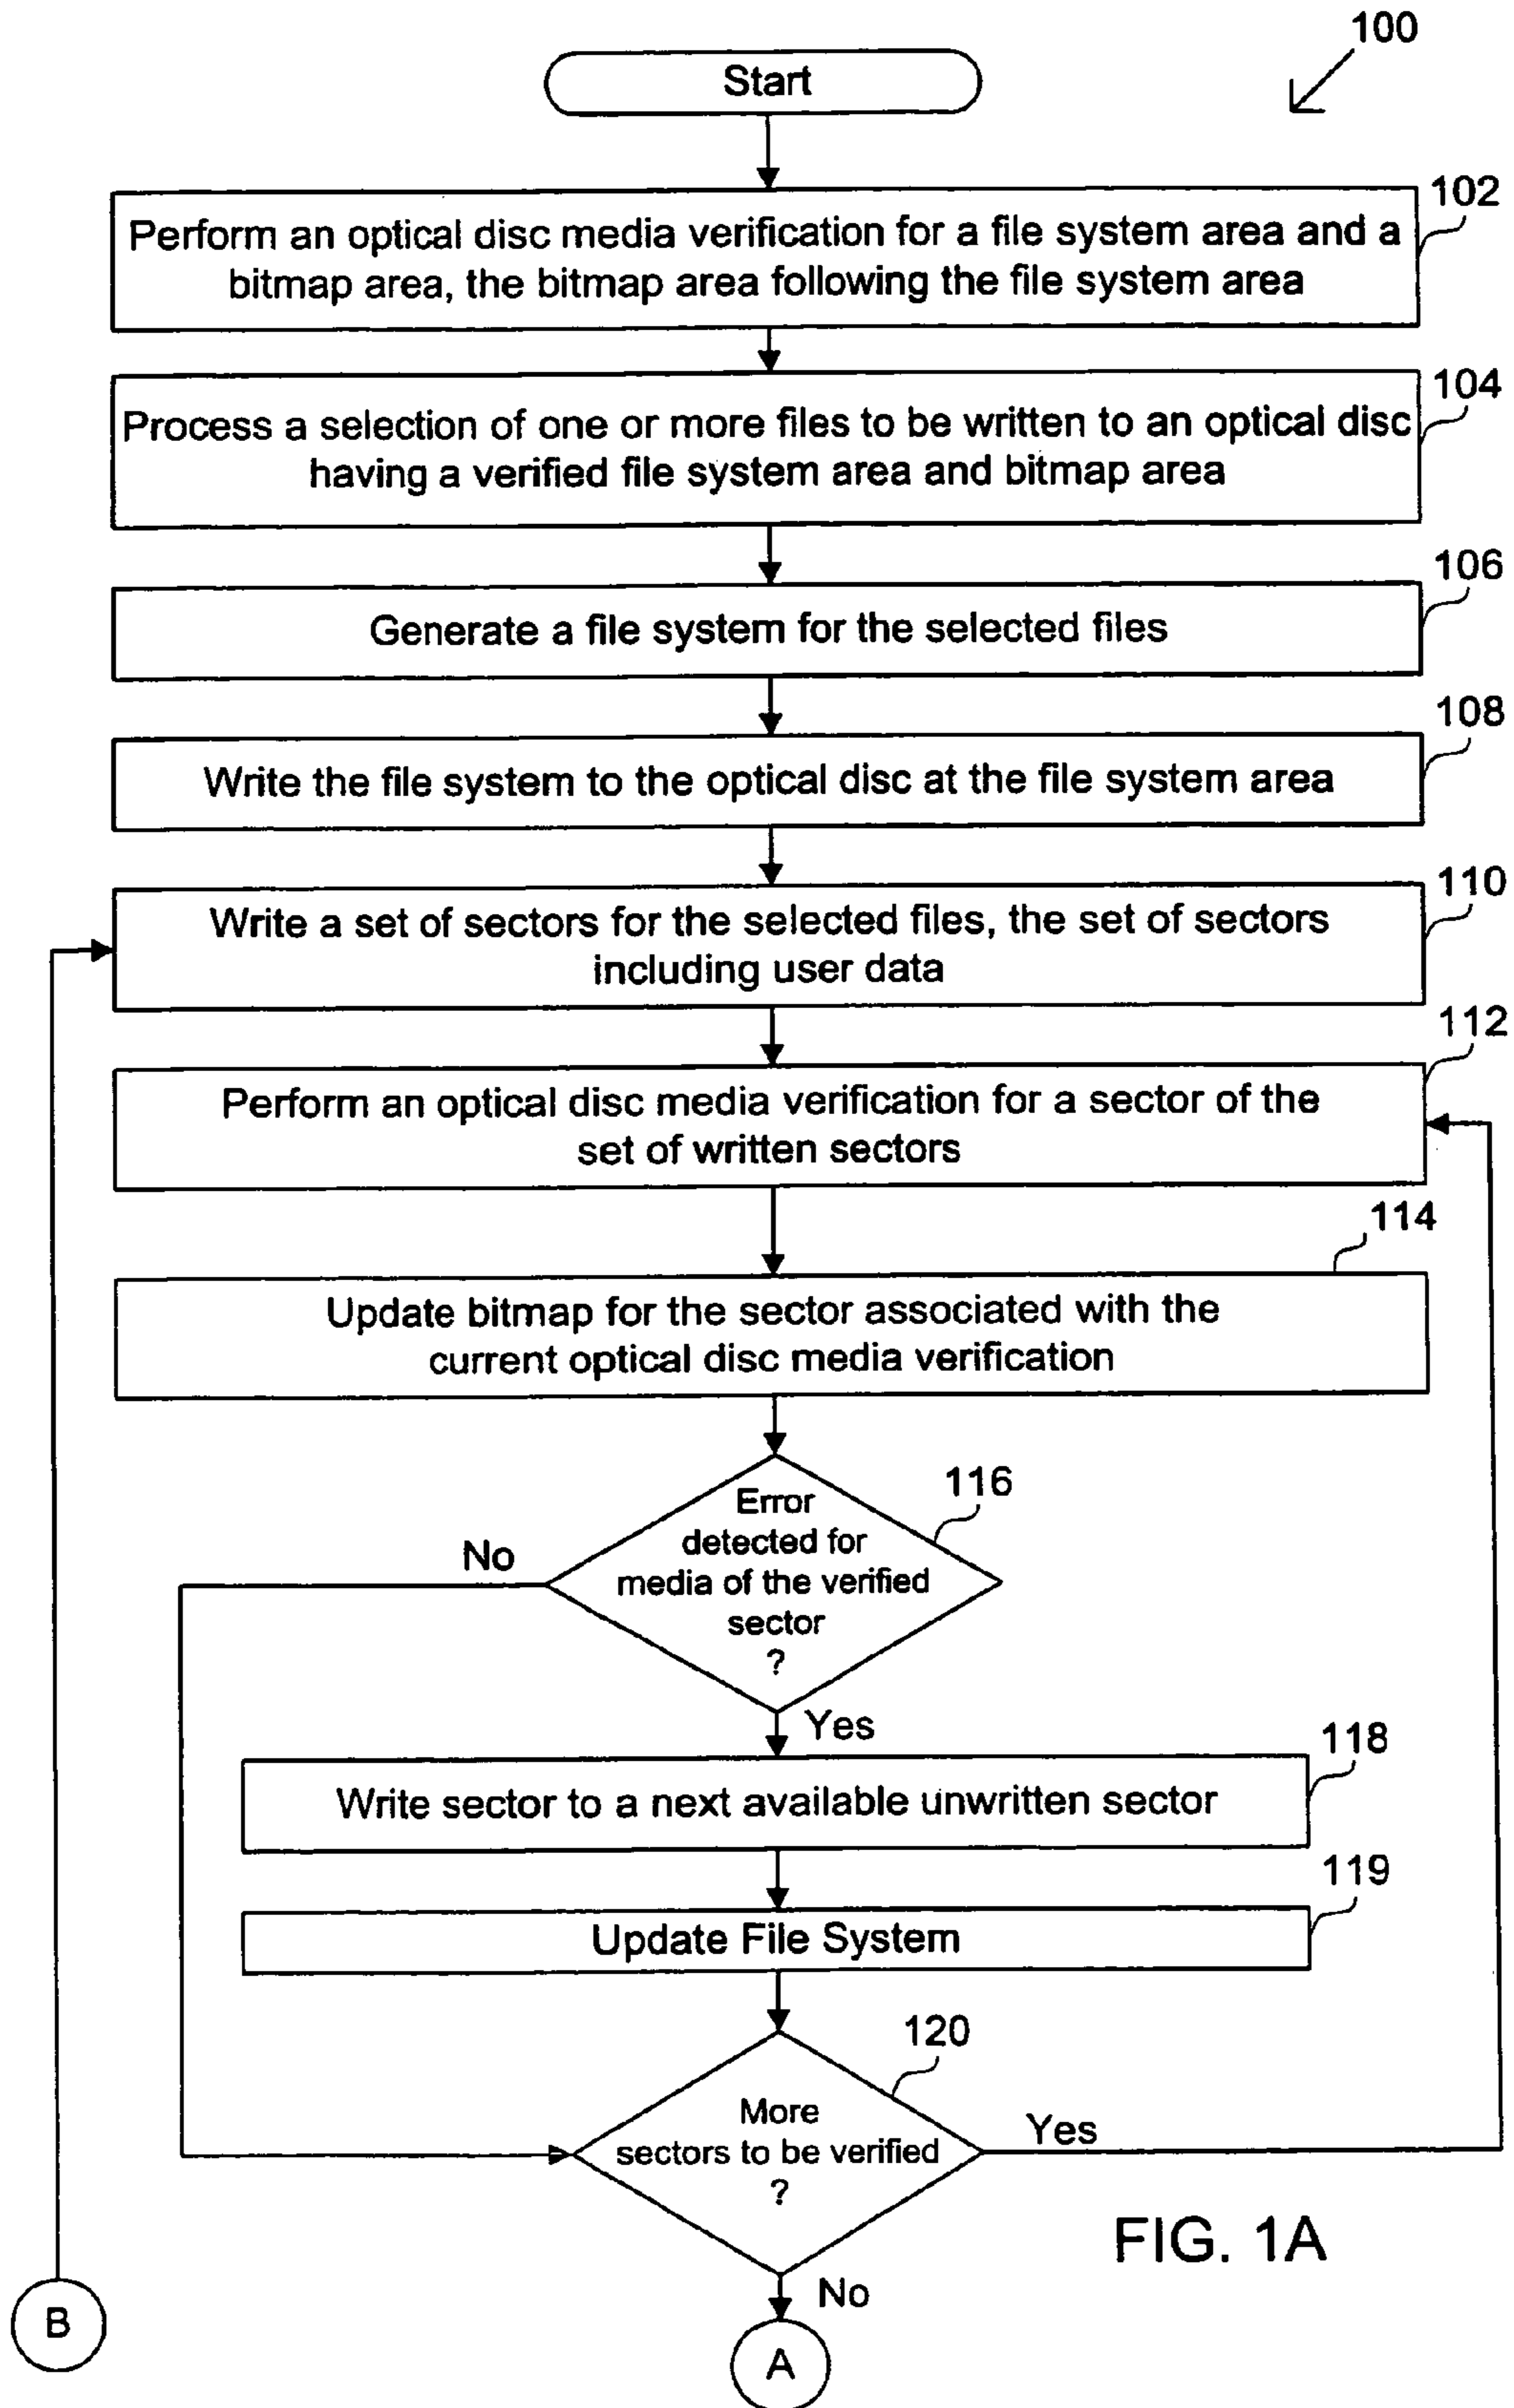 100
Start
102
Perform an optical disc media verification for a file system area and a
bitmap area, the bitmap area following the file system area
104
Process a selection of one or more files to be written to an optical disc
having a verified file system area and bitmap area
106
Generate a file system for the selected files
108
Write the file system to the optical disc at the file system area
110
Write a set of sectors for the selected files, the set of sectors
including user data
112
Perform an optical disc media verification for a sector of the
set of written sectors
114
Update bitmap for the sector associated with the
current optical disc media verification
116
Error
detected for
media of the verified
sector
?
No
Yes
118
Write sector to a next available unwritten sector
119
Update File System
120
More
sectors to be verified
?
Yes
FIG. 1A
No
B
A